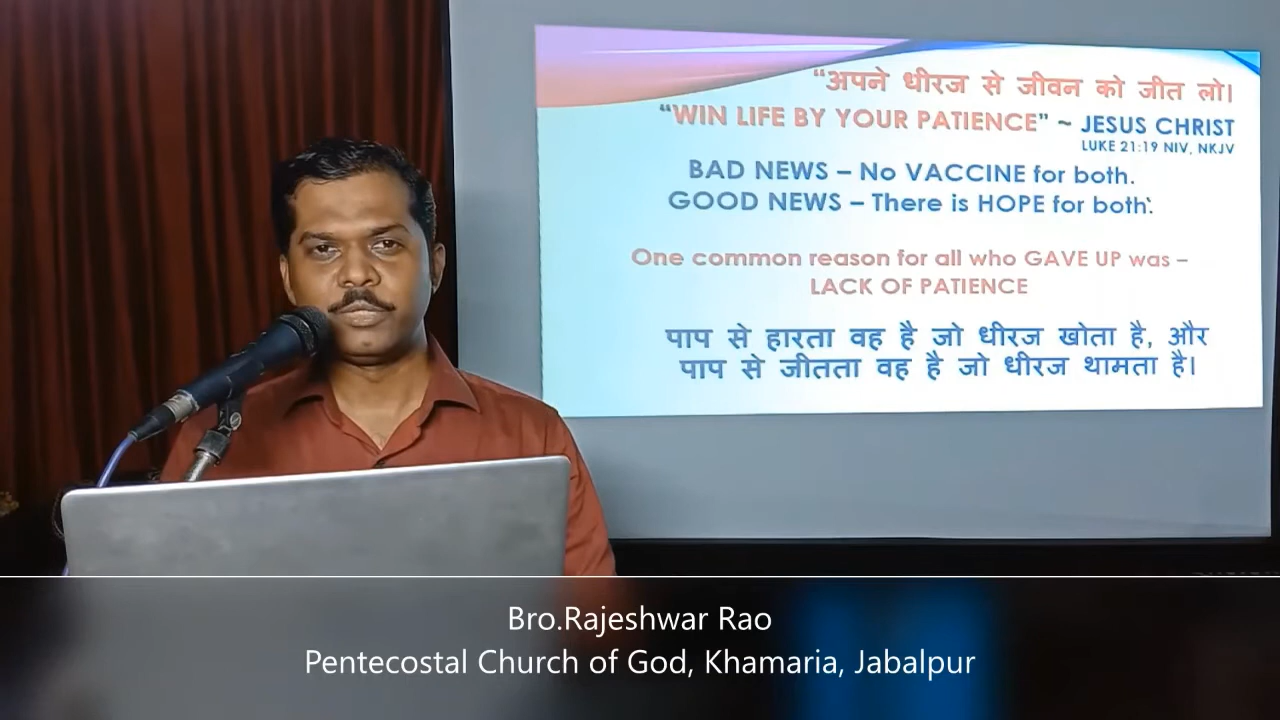 “अपने धीरज से जीवन को जीत लो।
“WIN LIFE BY YOUR PATIENCE” ~ JESUS CHRIST
LUKE 21:19 NIV, NKJV
BAD NEWS – No VACCINE for both.
GOOD NEWS – There is HOPE for both.
One common reason for all who GAVE UP was –
LACK OF PATIENCE
पाप से हारता वह है जो धीरज खोता है, और
पाप से जीतता वह है जो धीरज थामता है।
Bro.Rajeshwar Rao
Pentecostal Church of God, Khamaria, Jabalpur